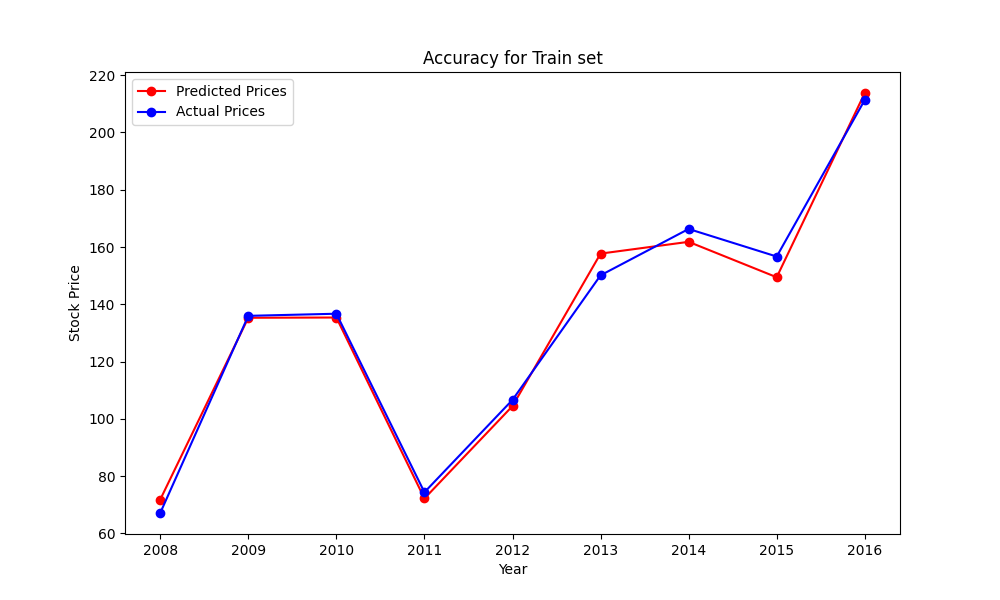 Accuracy for Train set
Predicted Prices
Actual Prices
220
200
180
160
140
120
100
80
60
Stock Price
2008 2009 2010 2011 2012 2013 2014 2015 2016
Year